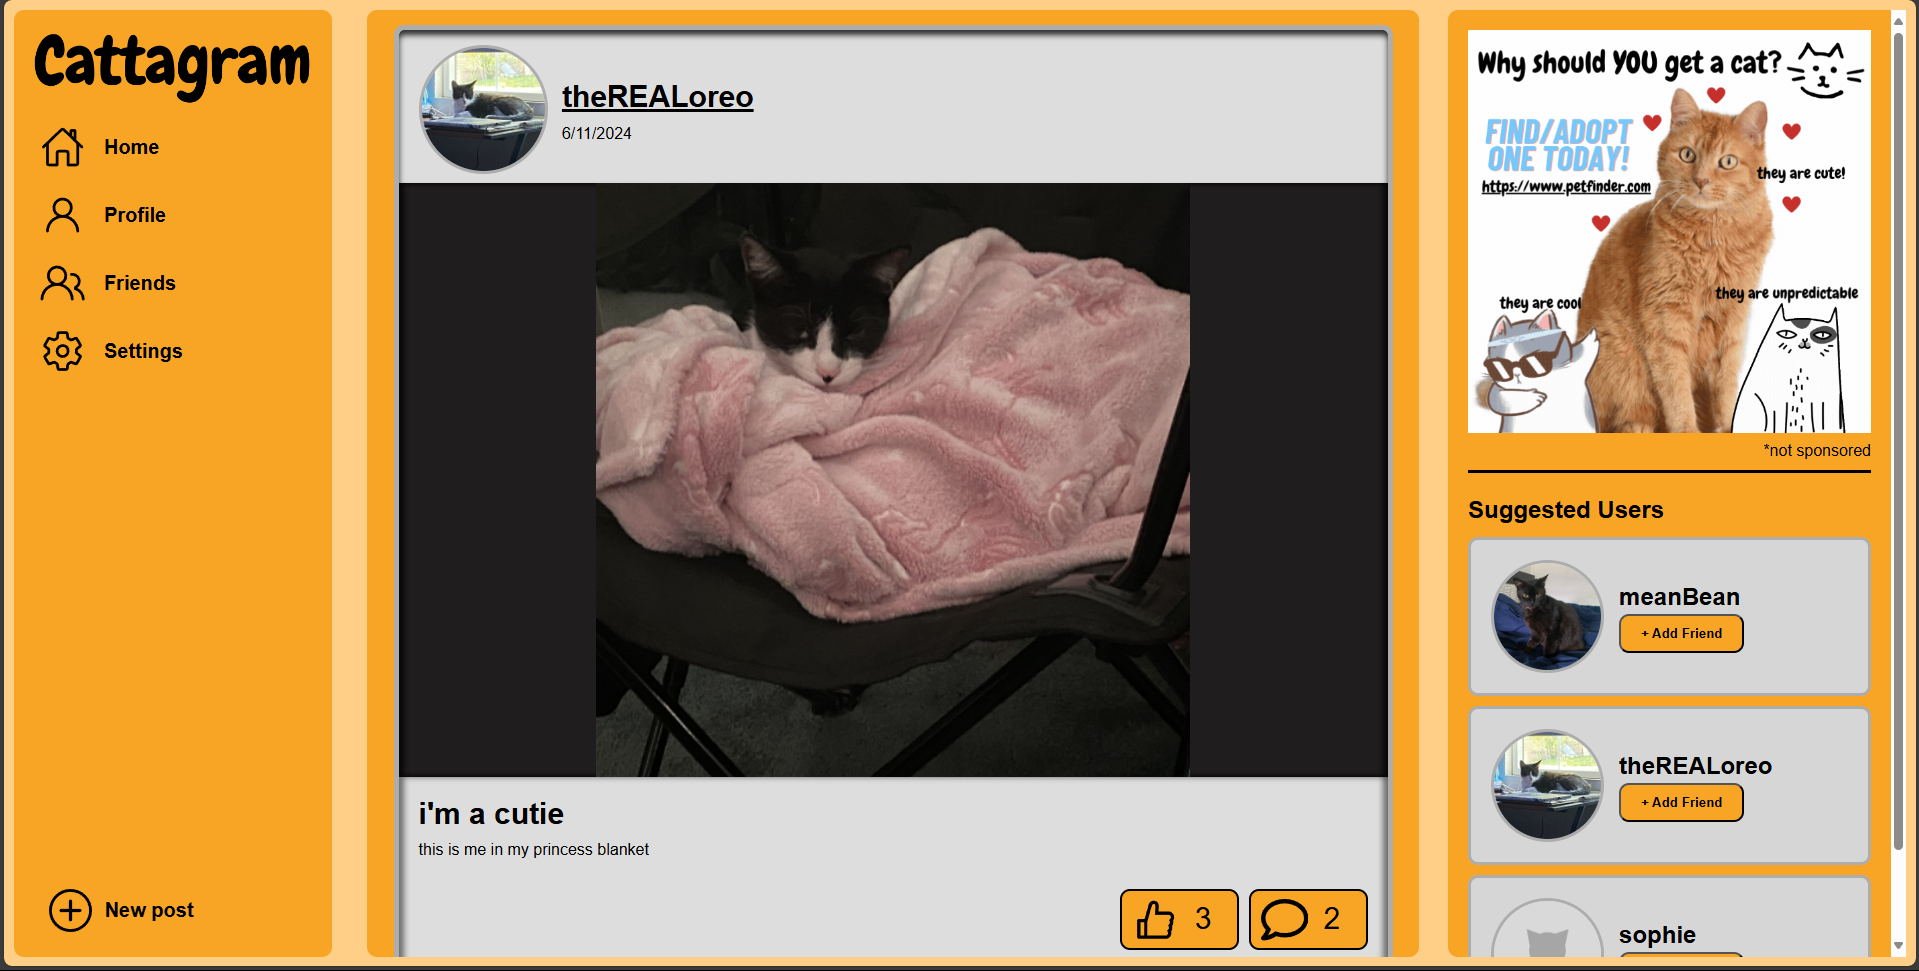 Cattagram
Home
Profile
Friends
Settings
New post
theREALoreo
6/11/2024
i'm a cutie
this is me in my princess blanket
3
2
Why should YOU get a cat?
FIND/ADOPT
ONE TODAY!
https://www.petfinder.com
they are cute!
they are cool
they are unpredictable
*not sponsored
Suggested Users
meanBean
+ Add Friend
theREALoreo
+ Add Friend
sophie